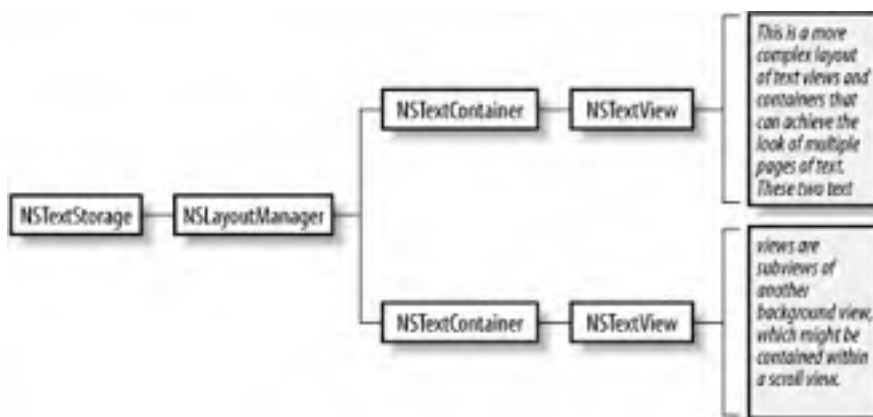 This is a more
complex layout
of text views and
containers that
can achieve the
look of multiple
pages of text.
These two text
NSTextContainer
NSTextView
NSTextStorage
NSLayoutManager
views are
subviews of
another
background view,
which might be
contained within
a scroll view.
NSTextContainer
NSTextView